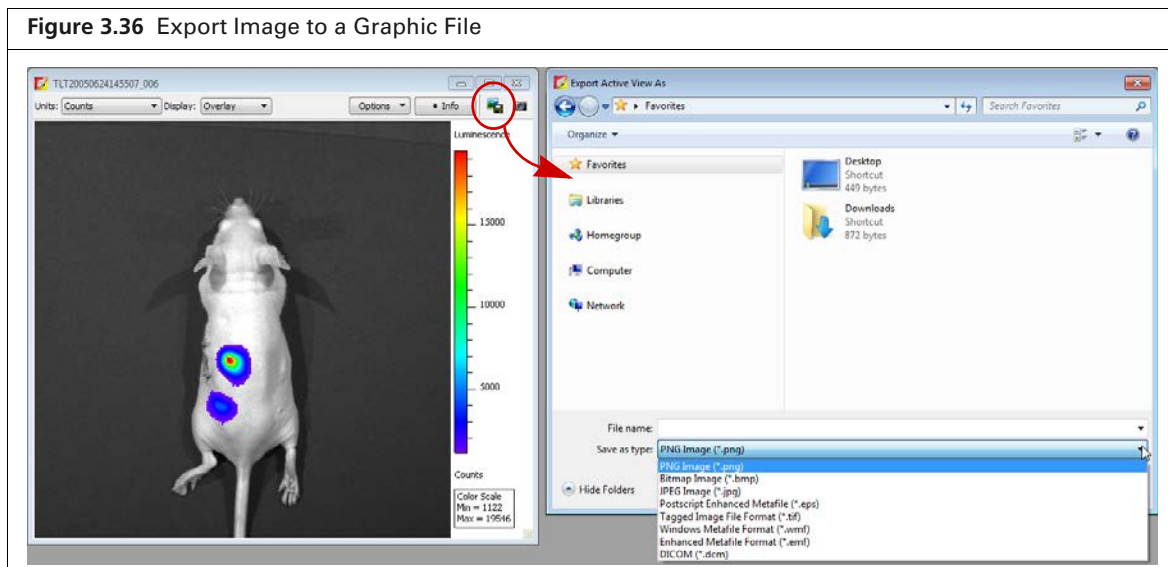 Figure 3.36 Export Image to a Graphic File
TLT20050624145507_006
Units: Counts Display: Overlay Options Info
Luminescence
15000
10000
5000
Counts
Color Scale
Min = 1122
Max = 19546
Export Active View As
Favorites
Search Favorites
Organize
Favorites
Libraries
Homegroup
Computer
Network
Desktop
Shortcut
449 bytes
Downloads
Shortcut
872 bytes
File name:
Save as type: PNG Image (*.png)
PNG Image (*.png)
Bitmap Image (*.bmp)
JPEG Image (*.jpg)
Postscript Enhanced Metafile (*.eps)
Tagged Image File Format (*.tif)
Windows Metafile Format (*.wmf)
Enhanced Metafile Format (*.emf)
DICOM (*.dcm)
Hide Folders